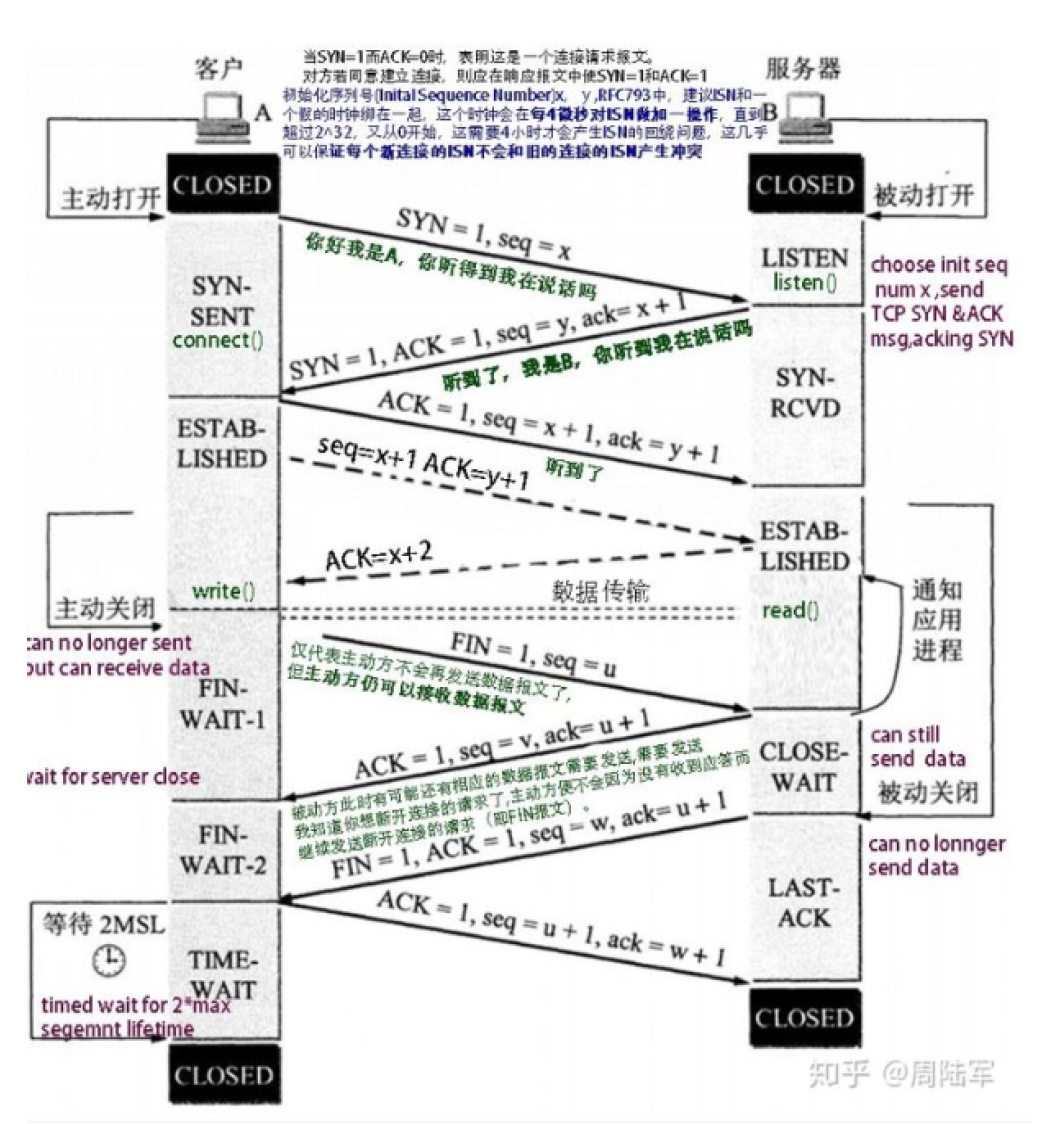 当SYN=1而ACK=0时，表明这是一个连接请求报文。
对方若同意建立连接，则应在响应报文中使SYN=1和ACK=1
初始化序列号(Inital Sequence Number)x, y,RFC793中，建议ISN和一
个假的时钟绑在一起，这个时钟会在每4微秒对ISN做加一操作，直到
超过2^32，又从0开始，这需要4小时才会产生ISN的回绕问题，这几乎
可以保证每个新连接的ISN不会和旧的连接的ISN产生冲突
客户
A
服务器
B
CLOSED
CLOSED
主动打开
被动打开
SYN = 1, seq = x
你好我是A，你听得到我在说话吗
SYN-
SENT
connect()
LISTEN
listen()
choose init seq
num x ,send
TCP SYN &ACK
msg,acking SYN
SYN = 1, ACK = 1, seq = y, ack= x + 1
听到了，我是B，你听到我在说话吗
SYN-
RCVD
ACK = 1, seq = x + 1, ack = y + 1
听到了
ESTAB-
LISHED
seq=x+1 ACK=y+1
ESTAB-
LISHED
ACK=x+2
write()
数据传输
read()
通知
应用
进程
主动关闭
can no longer sent
but can receive data
FIN = 1, seq = u
仅代表主动方不会再发送数据报文了,
但主动方仍可以接收数据报文
FIN-
WAIT-1
wait for server close
ACK = 1, seq = v, ack= u + 1
被动方此时有可能还有相应的数据报文需要发送,需要发送
我知道你想断开连接的请求了,主动方便不会因为没有收到应答而
继续发送断开连接的请求（即FIN报文）。
CLOSE-
WAIT
can still
send data
被动关闭
FIN-
WAIT-2
FIN = 1, ACK = 1, seq = w, ack= u + 1
can no lonnger
send data
LAST-
ACK
ACK = 1, seq = u + 1, ack = w + 1
等待 2MSL
TIME-
WAIT
timed wait for 2*max
segemnt lifetime
CLOSED
CLOSED
知乎 @周陆军